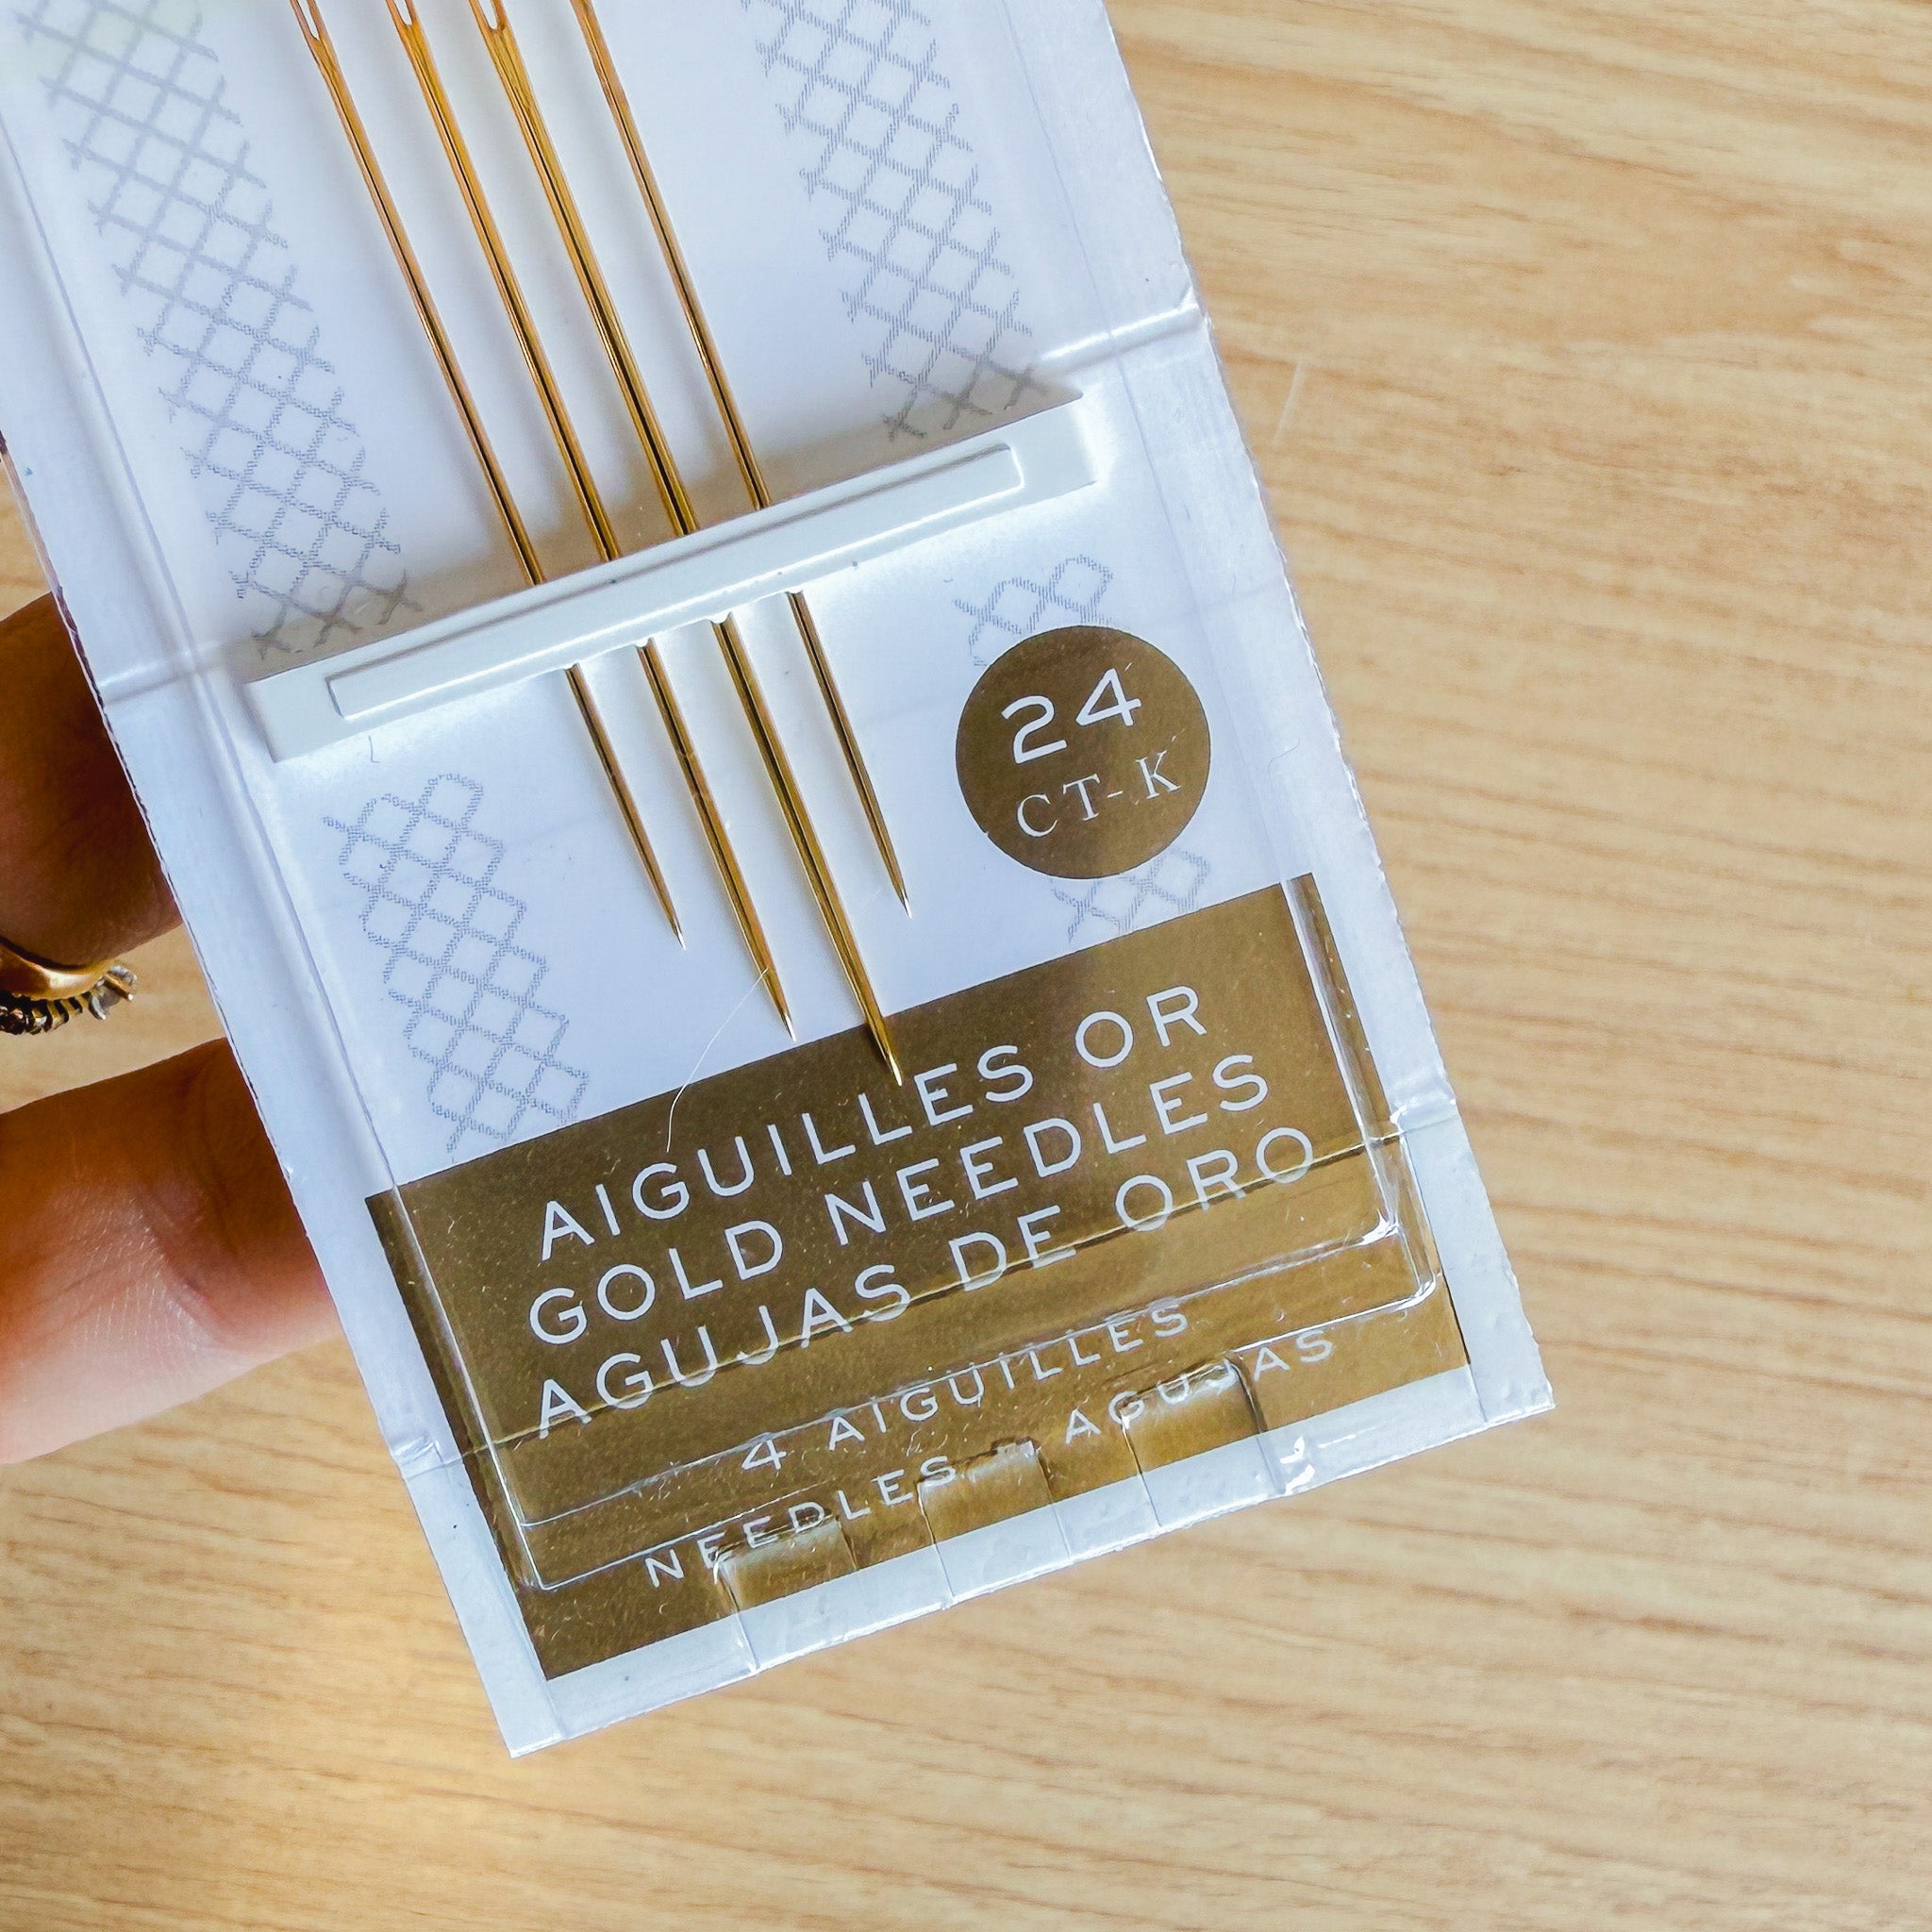 24
CT-K
AIGUILLES OR
GOLD NEEDLES
AGUJAS DE ORO
4 AIGUILLES
NEEDLES AGUJAS